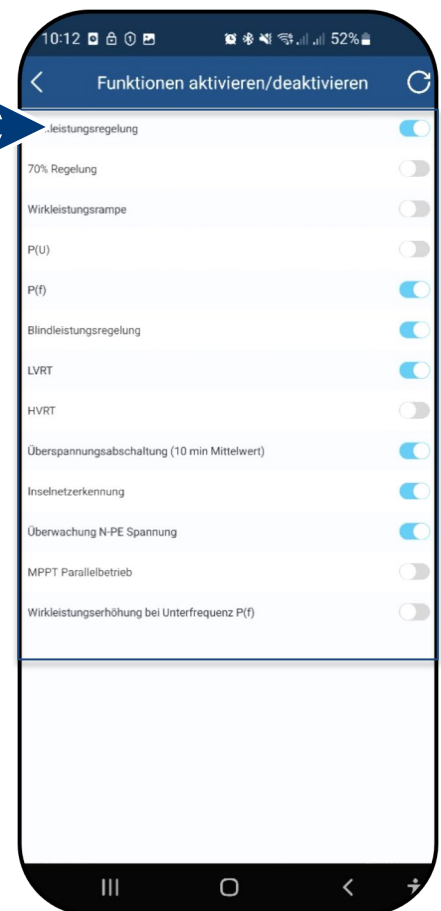 10:12 52%
Funktionen aktivieren/deaktivieren
..leistungsregelung
70% Regelung
Wirkleistungsrampe
P(U)
P(f)
Blindleistungsregelung
LVRT
HVRT
Überspannungsabschaltung (10 min Mittelwert)
Inselnetzerkennung
Überwachung N-PE Spannung
MPPT Parallelbetrieb
Wirkleistungserhöhung bei Unterfrequenz P(f)